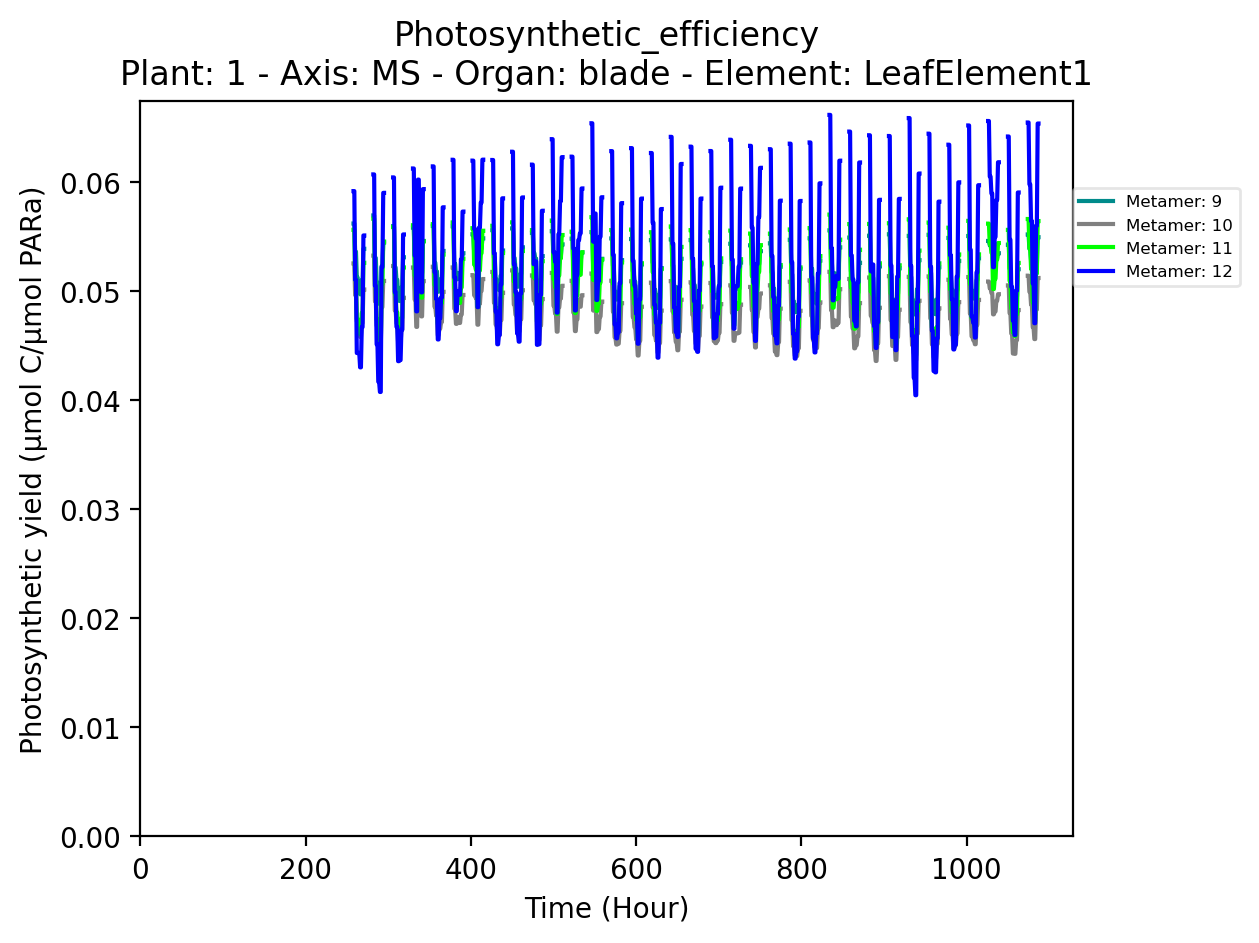 Photosynthetic_efficiency
Plant: 1 - Axis: MS - Organ: blade - Element: LeafElement1
Photosynthetic yield (μmol C/μmol PARa)
0.06
0.05
0.04
0.03
0.02
0.01
0.00
0 200 400 600 800 1000
Time (Hour)
Metamer: 9
Metamer: 10
Metamer: 11
Metamer: 12